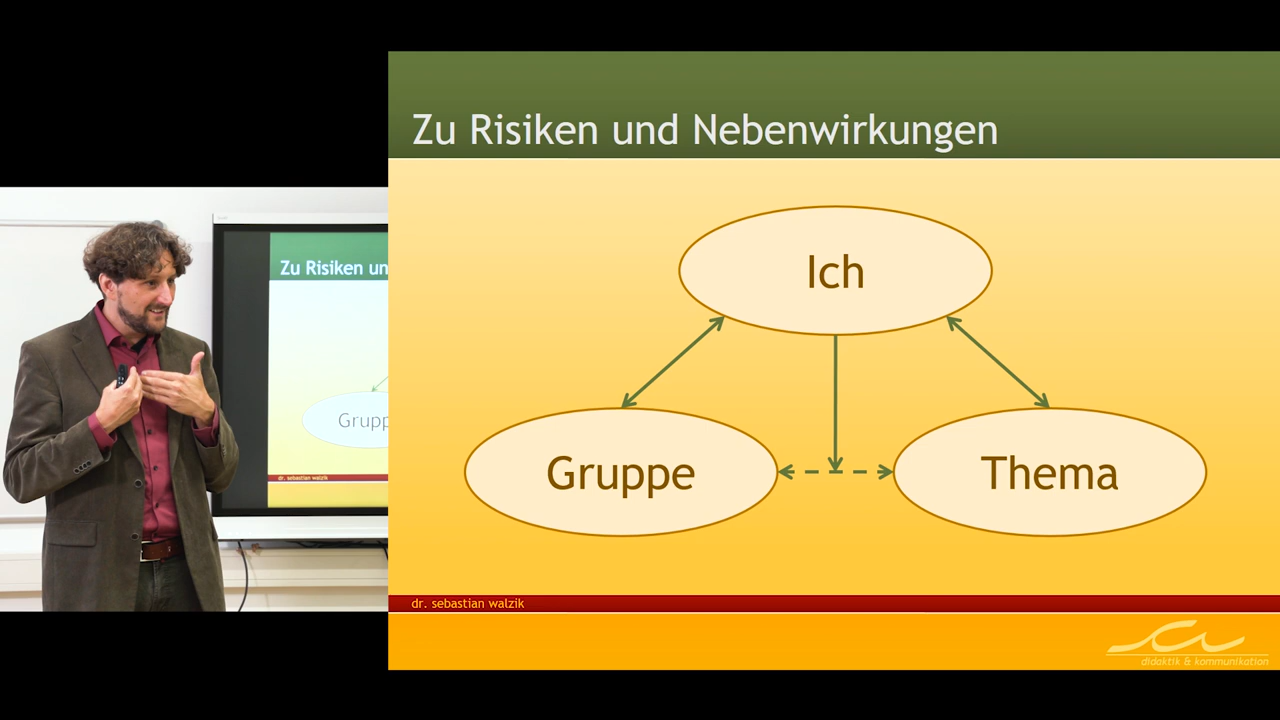 Zu Risiken und Nebenwirkungen
Ich
Gruppe
Thema
dr. sebastian walzik
didaktik & kommunikation
Zu Risiken un
Grupp
dr. sebastian walzik